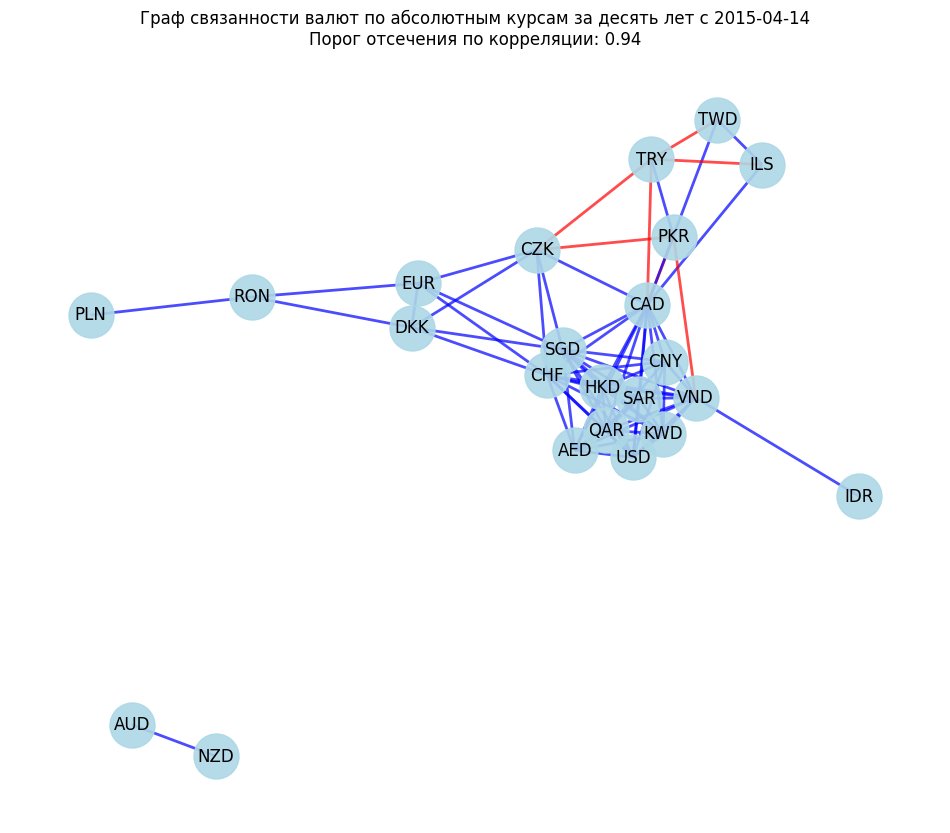 Граф связанности валют по абсолютным курсам за десять лет с 2015-04-14
Порог отсечения по корреляции: 0.94
TWD
TRY
ILS
PKR
CZK
EUR
RON
CAD
PLN
DKK
SGD
CNY
CHF
HKD
SAR
VND
QAR
KWD
AED
USD
IDR
AUD
NZD